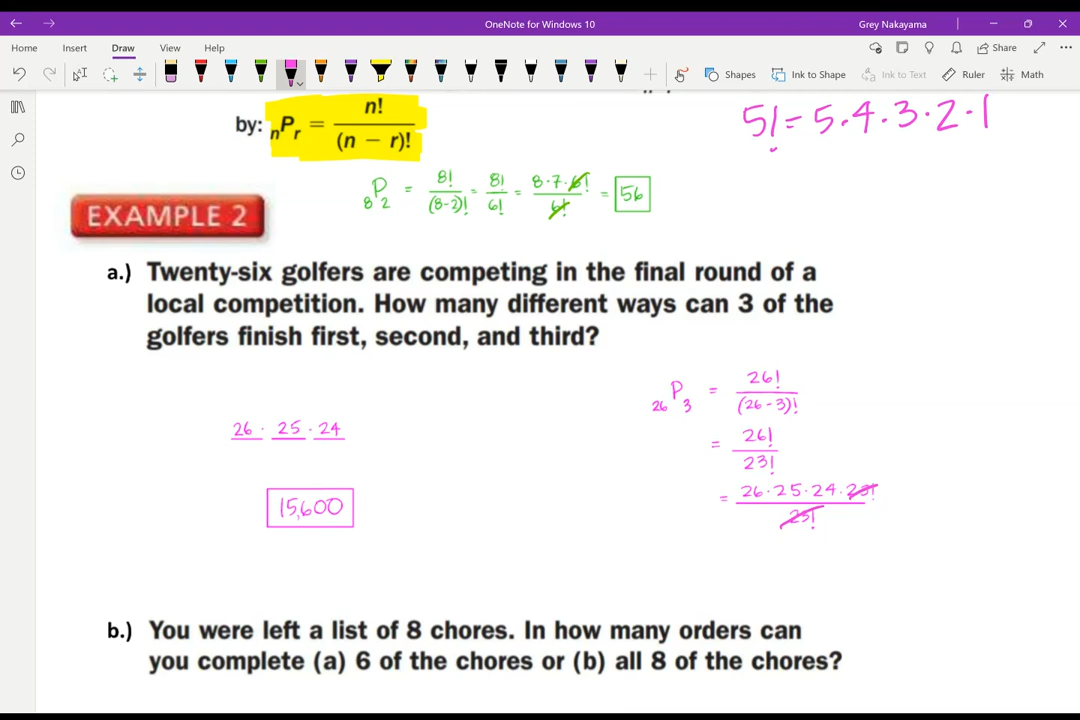 OneNote for Windows 10
Grey Nakayama
Home Insert Draw View Help
Share
Shapes Ink to Shape Ink to Text Ruler Math
by: nPr = n! / (n − r)!
5! = 5·4·3·2·1
8P2 = 8! / (8-2)! = 8! / 6! = 8·7·6! / 6! = 56
EXAMPLE 2
a.) Twenty-six golfers are competing in the final round of a
local competition. How many different ways can 3 of the
golfers finish first, second, and third?
26P3 = 26! / (26-3)!
26 · 25 · 24
= 26! / 23!
= 26·25·24·23! / 23!
15,600
b.) You were left a list of 8 chores. In how many orders can
you complete (a) 6 of the chores or (b) all 8 of the chores?